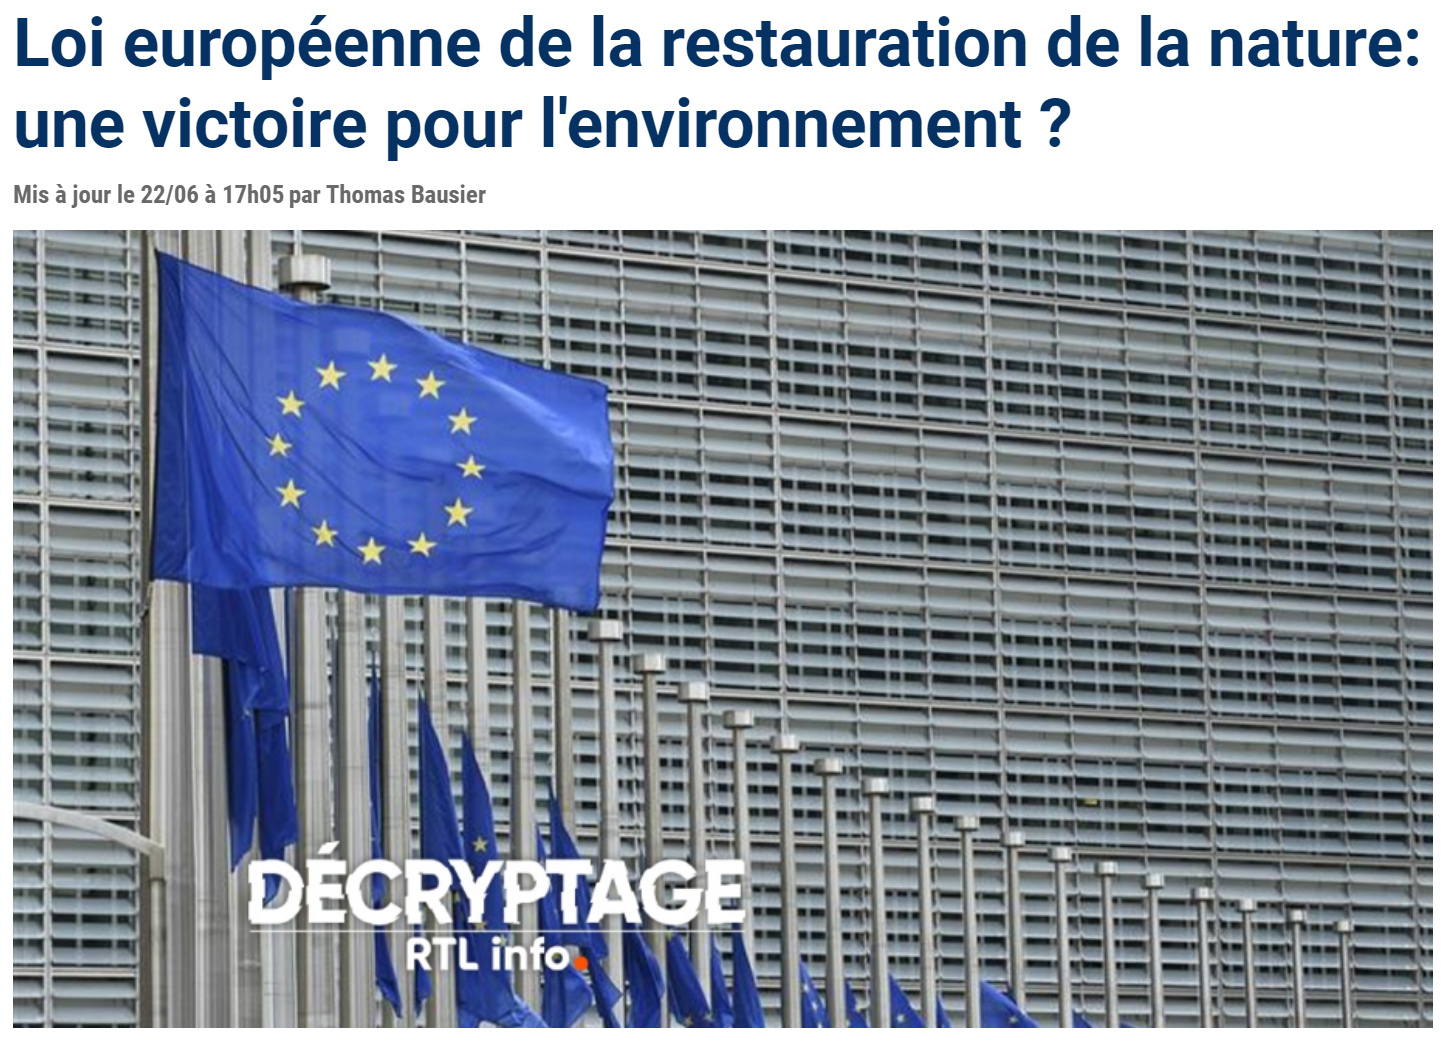 Loi européenne de la restauration de la nature:
une victoire pour l'environnement ?
Mis à jour le 22/06 à 17h05 par Thomas Bausier
DÉCRYPTAGE
RTL info